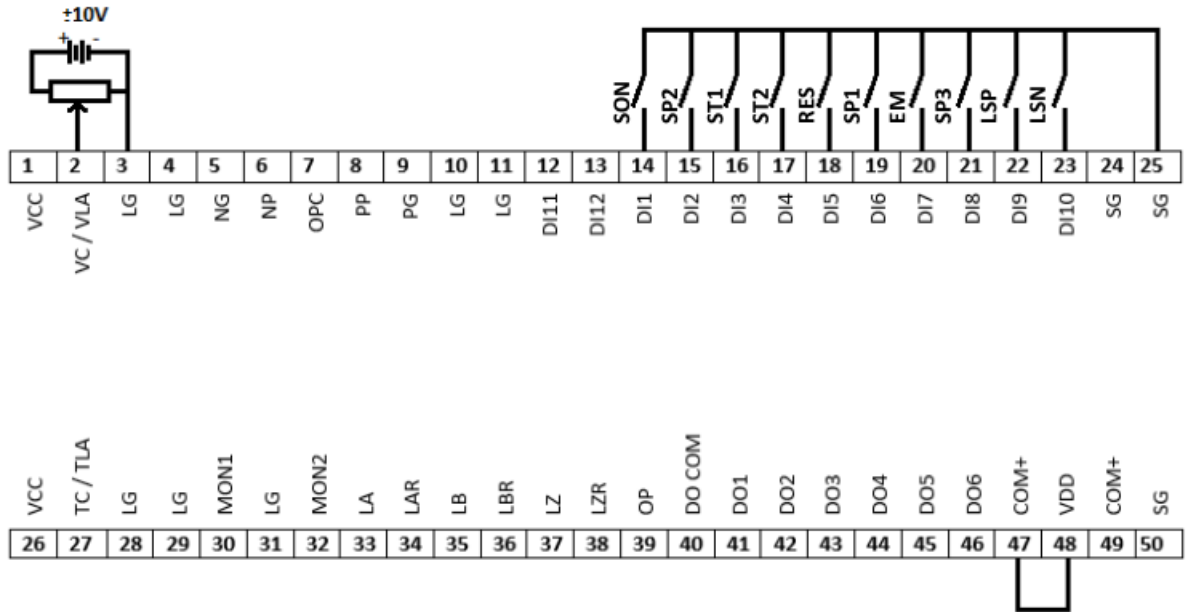 ±10V
+ -
SON SP2 ST1 ST2 RES SP1 EM SP3 LSP LSN
1 2 3 4 5 6 7 8 9 10 11 12 13 14 15 16 17 18 19 20 21 22 23 24 25
VCC VC / VLA LG LG NG NP OPC PP PG LG LG DI11 DI12 DI1 DI2 DI3 DI4 DI5 DI6 DI7 DI8 DI9 DI10 SG SG
VCC TC / TLA LG LG MON1 LG MON2 LA LAR LB LBR LZ LZR OP DO COM DO1 DO2 DO3 DO4 DO5 DO6 COM+ VDD COM+ SG
26 27 28 29 30 31 32 33 34 35 36 37 38 39 40 41 42 43 44 45 46 47 48 49 50